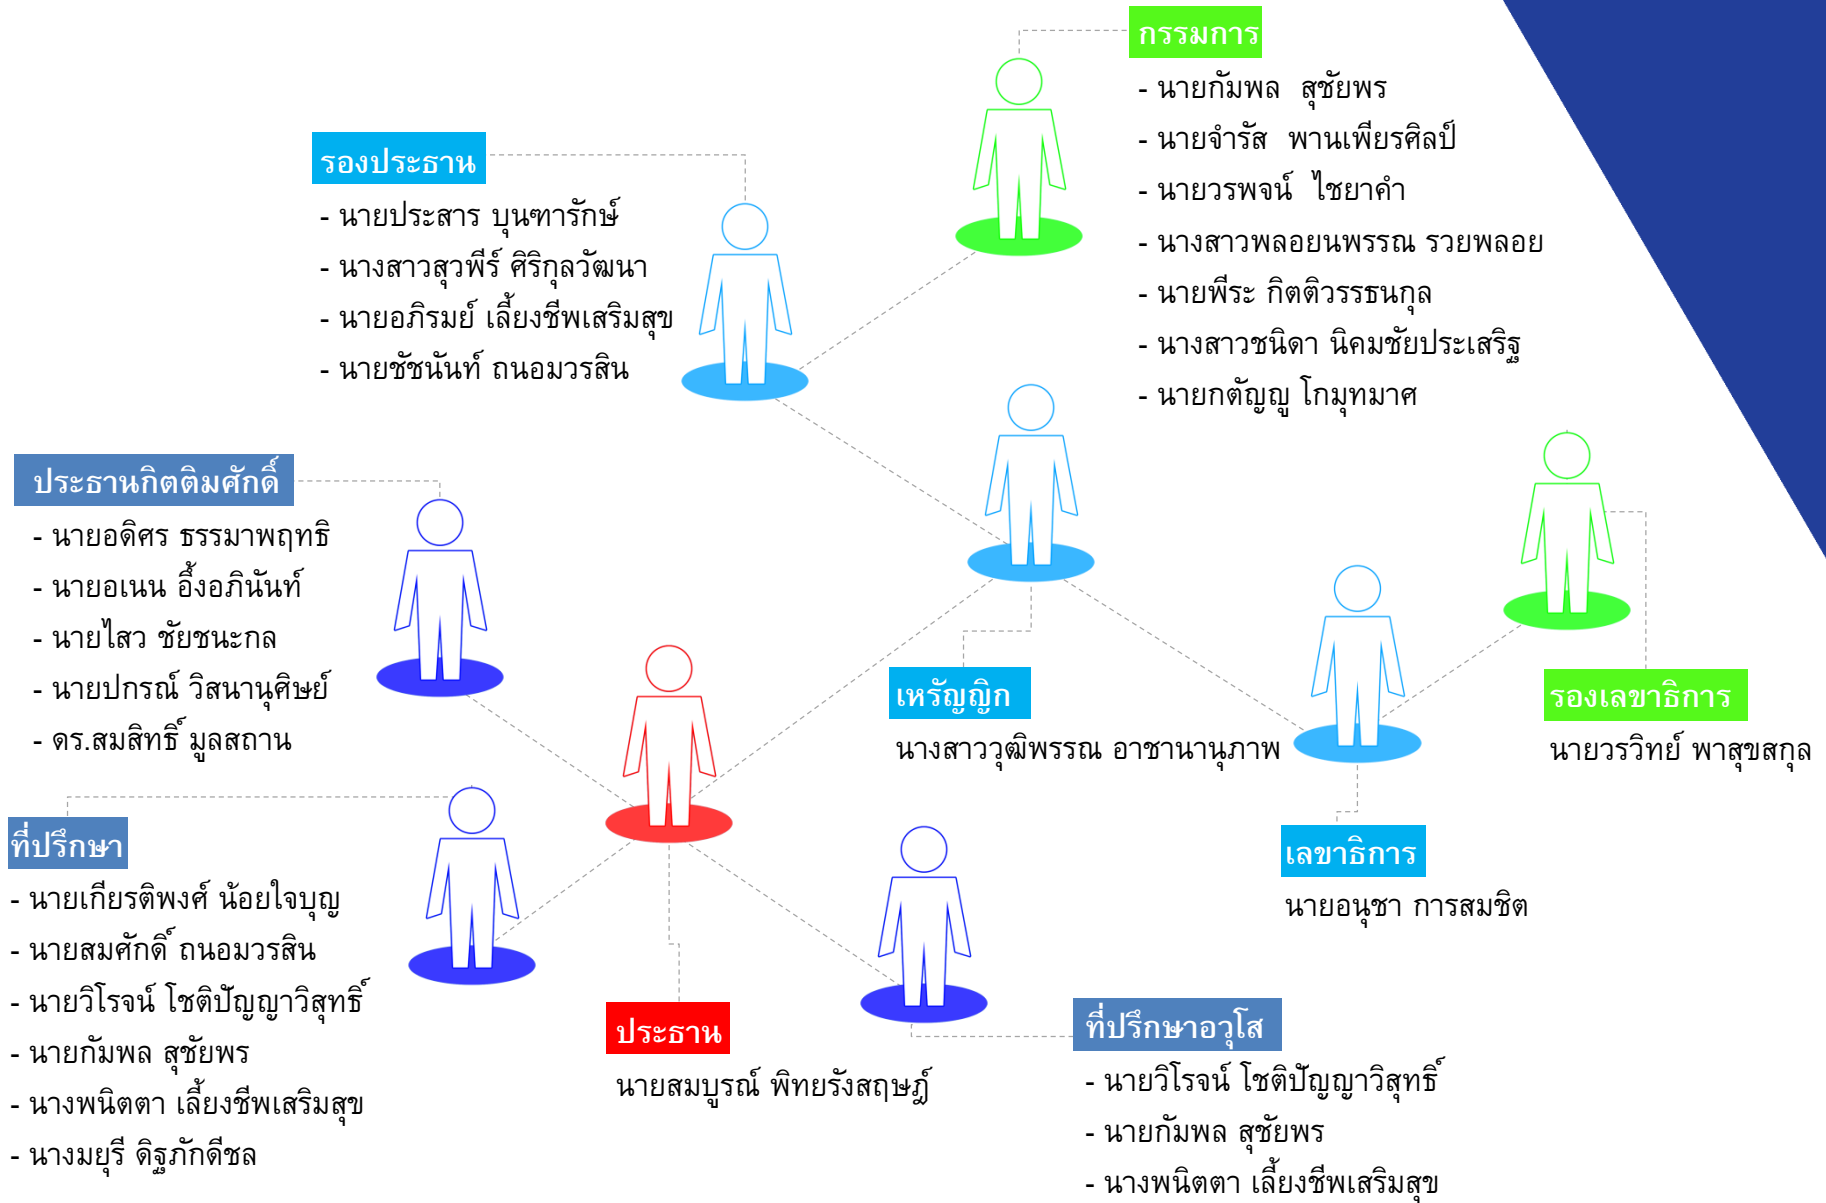 กรรมการ
- นายกัมพล  สุชัยพร
- นายจำรัส  พานเพียรศิลป์
- นายวรพจน์  ไชยาคำ
- นางสาวพลอยนพรรณ รวยพลอย
- นายพีระ กิตติวรรธนกุล
- นางสาวชนิดา นิคมชัยประเสริฐ
- นายกตัญญู โกมุทมาศ
รองประธาน
- นายประสาร บุนฑารักษ์
- นางสาวสุวพีร์ ศิริกุลวัฒนา
- นายอภิรมย์ เลี้ยงชีพเสริมสุข
- นายชัชนันท์ ถนอมวรสิน
ประธานกิตติมศักดิ์
- นายอดิศร ธรรมาพฤทธิ
- นายอเนน อึ้งอภินันท์
- นายไสว ชัยชนะกล
- นายปกรณ์ วิสนานุศิษย์
- ดร.สมสิทธิ์ มูลสถาน
เหรัญญิก
นางสาววุฒิพรรณ อาชานานุภาพ
รองเลขาธิการ
นายวรวิทย์ พาสุขสกุล
ที่ปรึกษา
- นายเกียรติพงศ์ น้อยใจบุญ
- นายสมศักดิ์ ถนอมวรสิน
- นายวิโรจน์ โชติปัญญาวิสุทธิ์
- นายกัมพล สุชัยพร
- นางพนิตตา เลี้ยงชีพเสริมสุข
- นางมยุรี ดิฐภักดีชล
เลขาธิการ
นายอนุชา การสมชิต
ประธาน
นายสมบูรณ์ พิทยรังสฤษฎ์
ที่ปรึกษาอวุโส
- นายวิโรจน์ โชติปัญญาวิสุทธิ์
- นายกัมพล สุชัยพร
- นางพนิตตา เลี้ยงชีพเสริมสุข